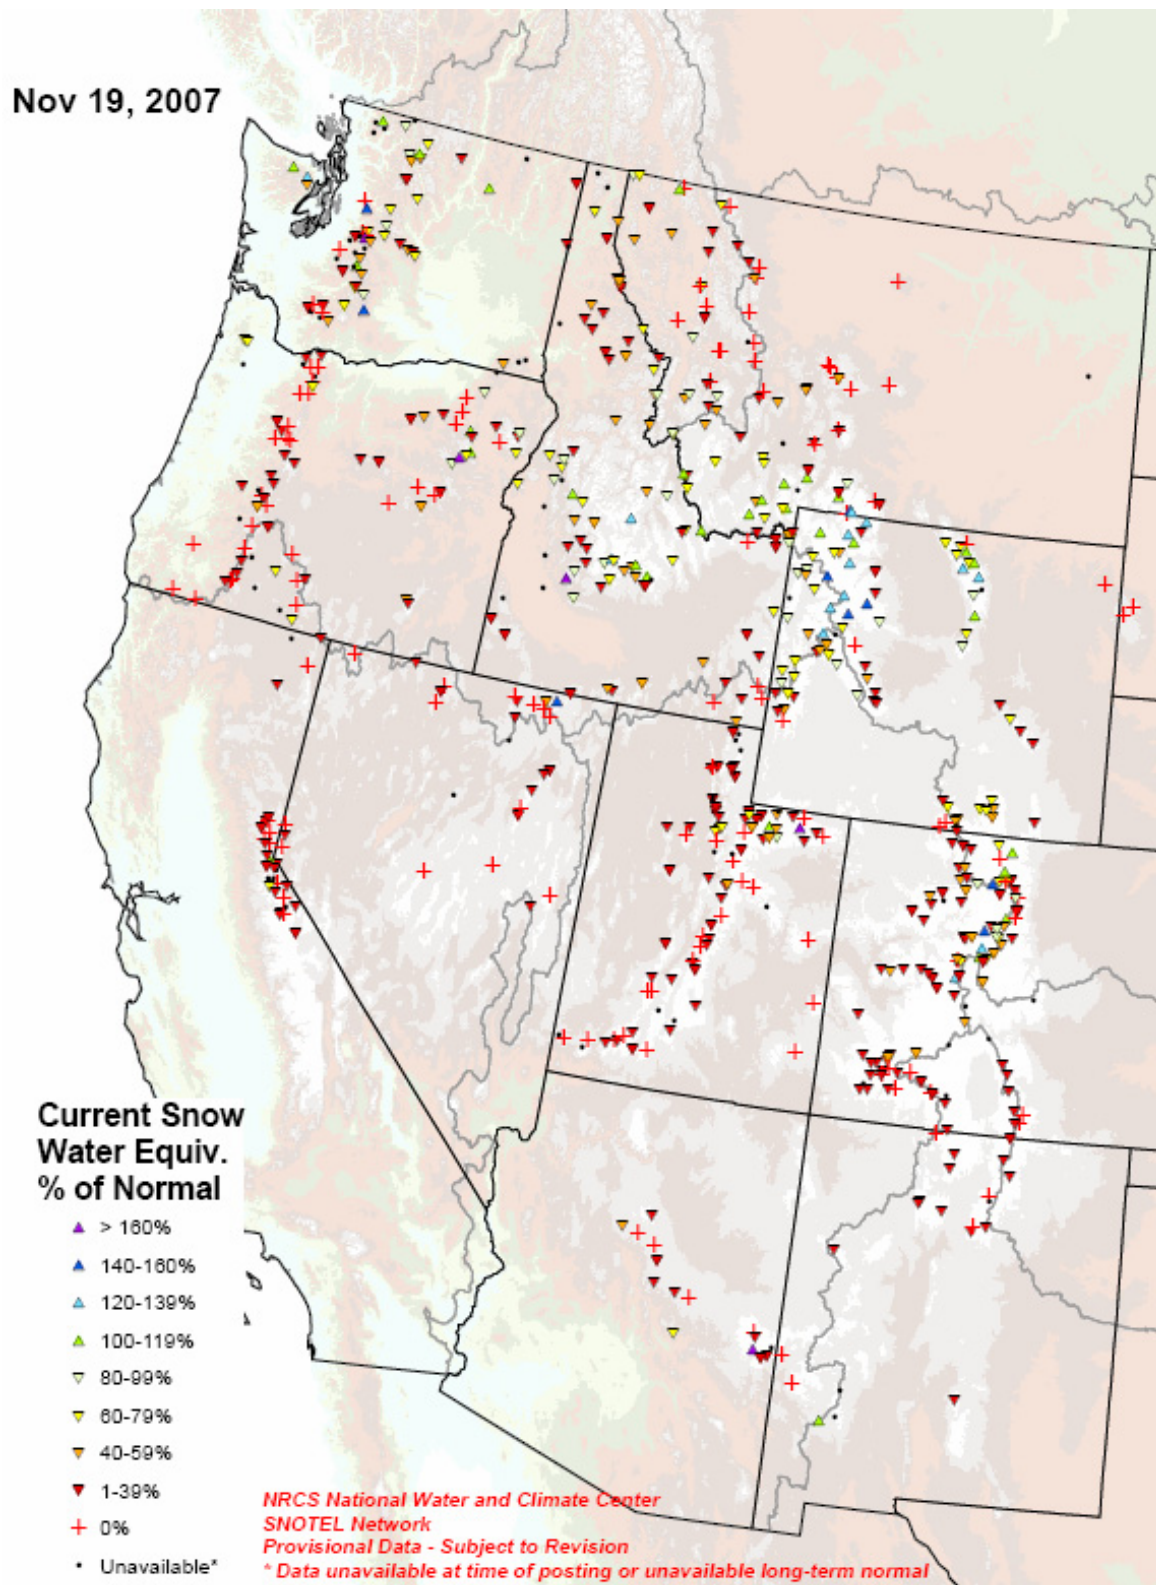 Nov 19, 2007
Current Snow
Water Equiv.
% of Normal
> 160%
140-160%
120-139%
100-119%
80-99%
60-79%
40-59%
1-39%
0%
Unavailable*
NRCS National Water and Climate Center
SNOTEL Network
Provisional Data - Subject to Revision
* Data unavailable at time of posting or unavailable long-term normal